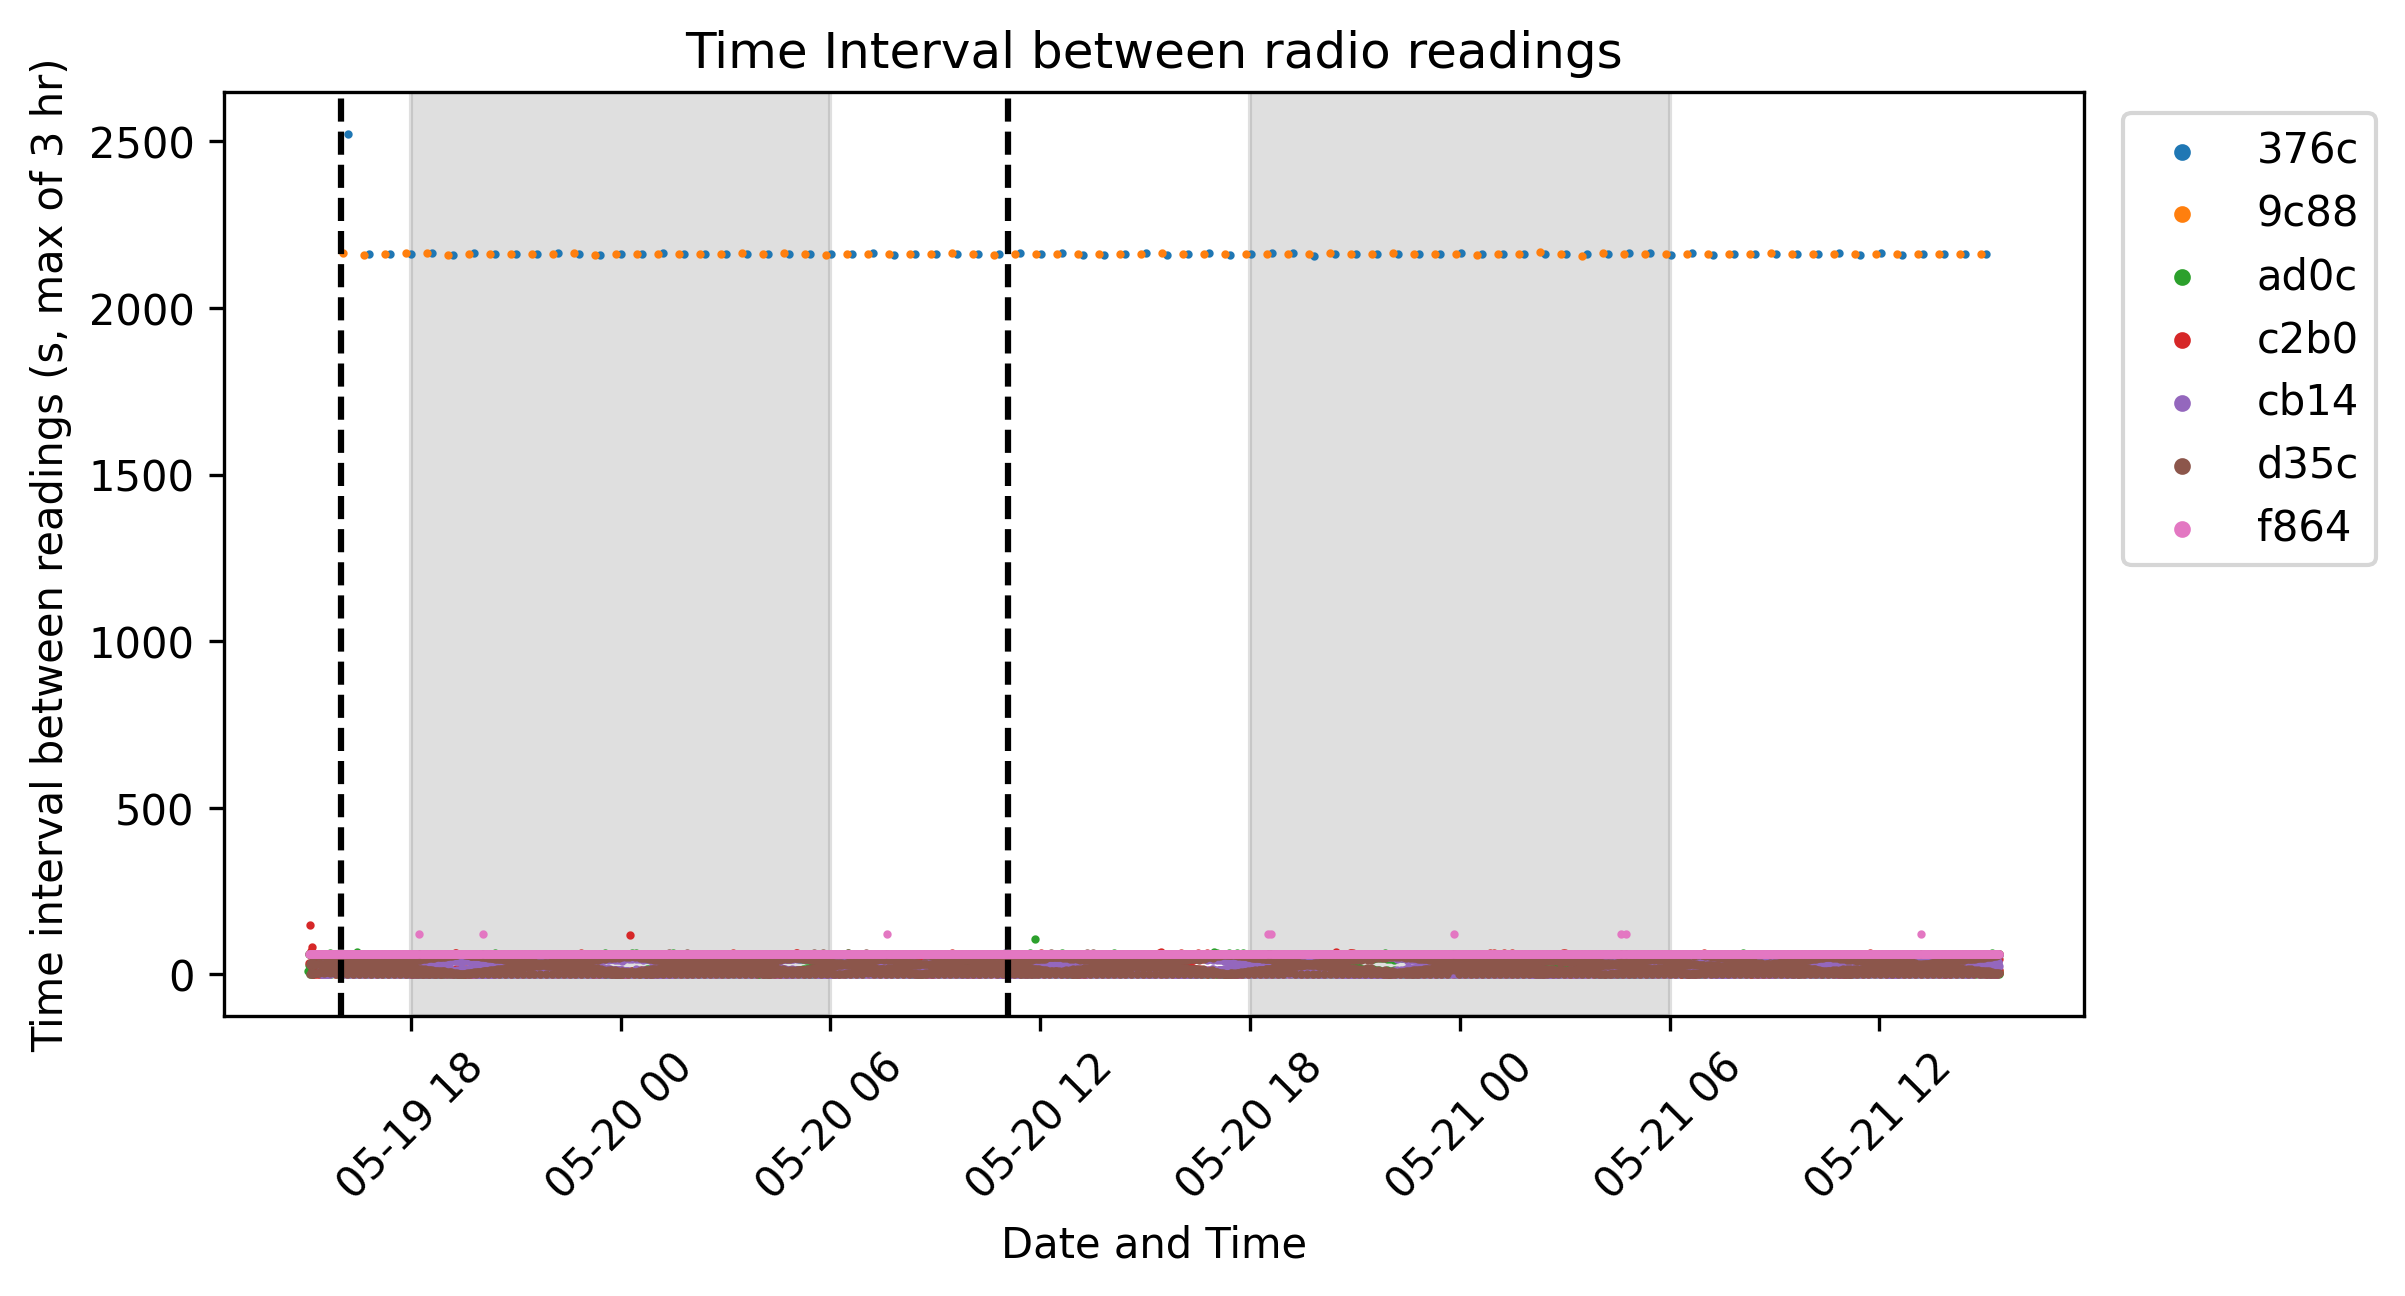 Time Interval between radio readings
Time interval between readings (s, max of 3 hr)
2500
2000
1500
1000
500
0
05-19 18
05-20 00
05-20 06
05-20 12
05-20 18
05-21 00
05-21 06
05-21 12
Date and Time
376c
9c88
ad0c
c2b0
cb14
d35c
f864